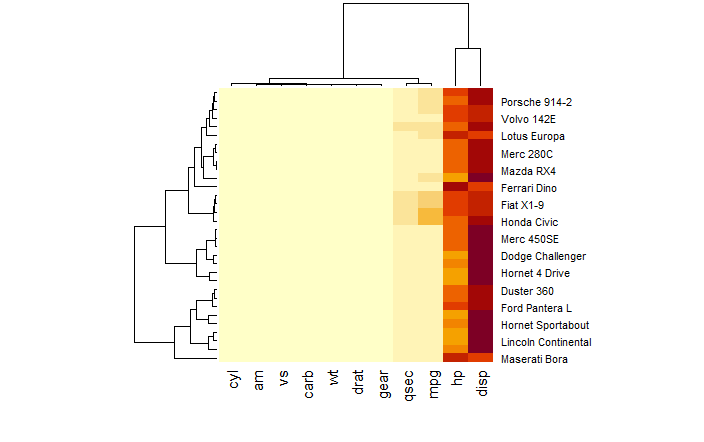 Porsche 914-2
Volvo 142E
Lotus Europa
Merc 280C
Mazda RX4
Ferrari Dino
Fiat X1-9
Honda Civic
Merc 450SE
Dodge Challenger
Hornet 4 Drive
Duster 360
Ford Pantera L
Hornet Sportabout
Lincoln Continental
Maserati Bora
cyl
am
vs
carb
wt
drat
gear
qsec
mpg
hp
disp